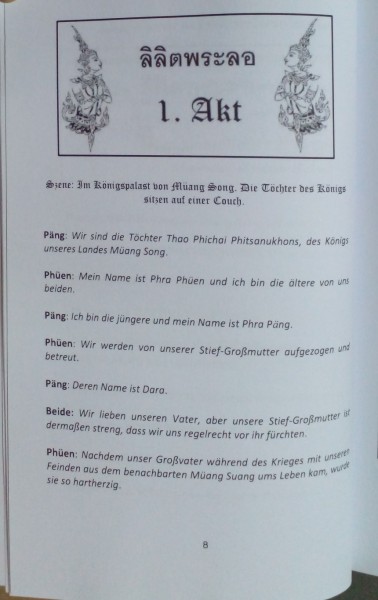 ลิลิตพระลอ
1. Akt
Szene: Im Königspalast von Müang Song. Die Töchter des Königs
sitzen auf einer Couch.
Päng: Wir sind die Töchter Thao Phichai Phitsanukhons, des Königs
unseres Landes Müang Song.
Phüen: Mein Name ist Phra Phüen und ich bin die ältere von uns
beiden.
Päng: Ich bin die jüngere und mein Name ist Phra Päng.
Phüen: Wir werden von unserer Stief-Großmutter aufgezogen und
betreut.
Päng: Deren Name ist Dara.
Beide: Wir lieben unseren Vater, aber unsere Stief-Großmutter ist
dermaßen streng, dass wir uns regelrecht vor ihr fürchten.
Phüen: Nachdem unser Großvater während des Krieges mit unseren
Feinden aus dem benachbarten Müang Suang ums Leben kam, wurde
sie so hartherzig.
8